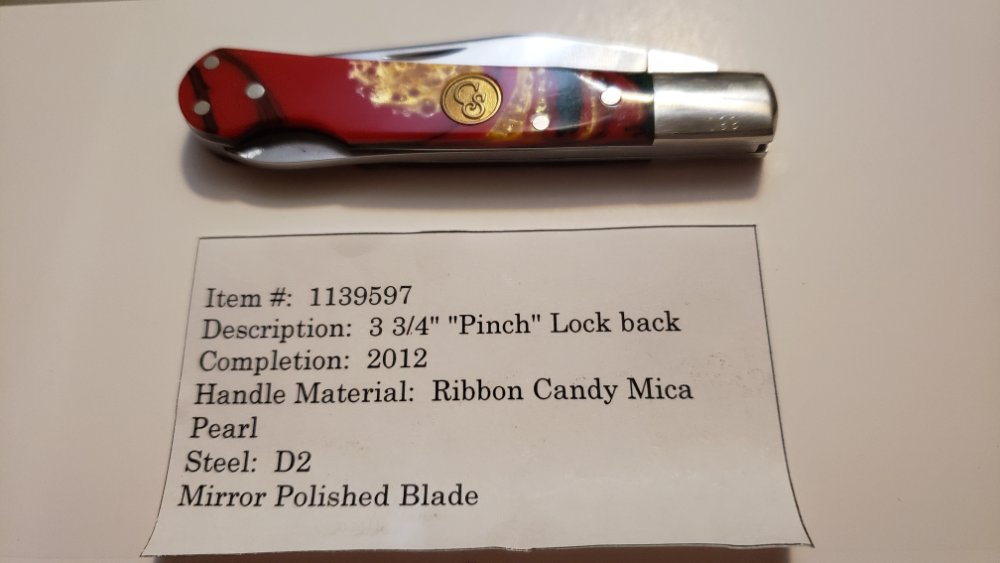 CS
Item #: 1139597
Description: 3 3/4" "Pinch" Lock back
Completion: 2012
Handle Material: Ribbon Candy Mica
Pearl
Steel: D2
Mirror Polished Blade